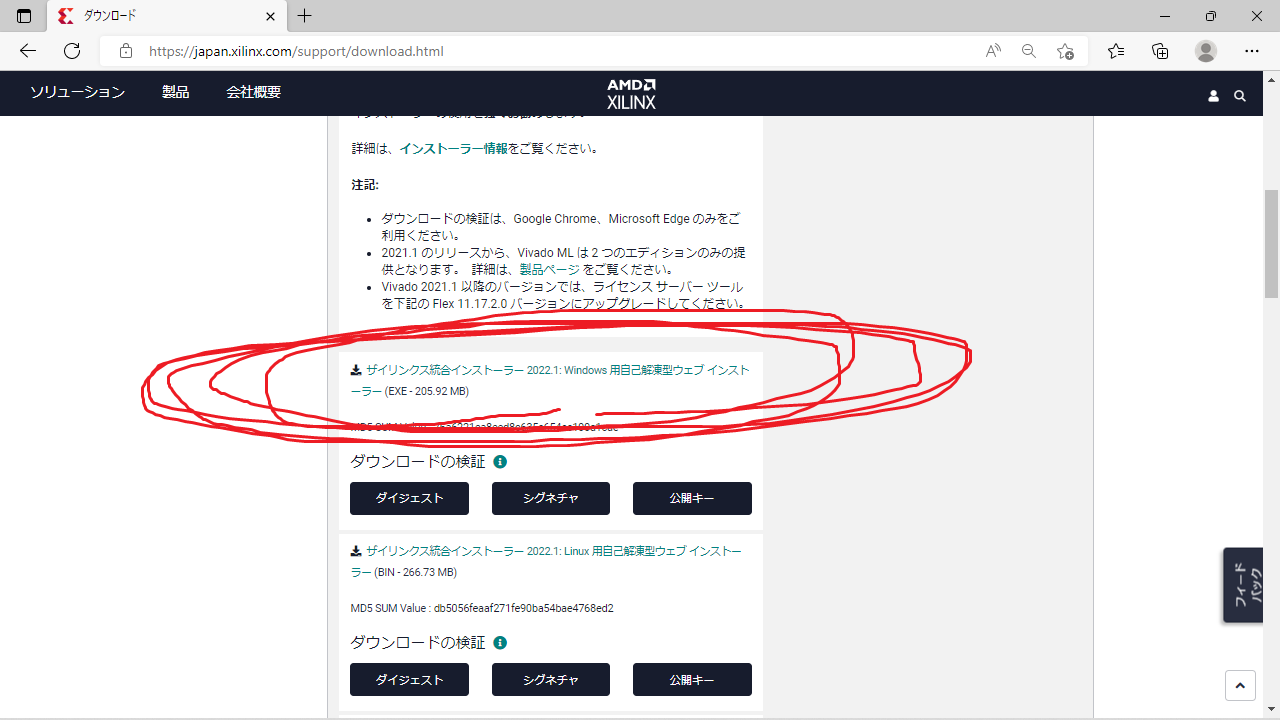 ダウンロード
https://japan.xilinx.com/support/download.html
ソリューション
製品
会社概要
AMD
XILINX
詳細は、インストーラー情報をご覧ください。
注記:
ダウンロードの検証は、Google Chrome、Microsoft Edge のみをご
利用ください。
2021.1 のリリースから、Vivado ML は 2 つのエディションのみの提
供となります。 詳細は、製品ページ をご覧ください。
Vivado 2021.1 以降のバージョンでは、ライセンス サーバー ツール
を下記の Flex 11.17.2.0 バージョンにアップグレードしてください。
ザイリンクス統合インストーラー 2022.1: Windows 用自己解凍型ウェブ インスト
ーラー (EXE - 205.92 MB)
MD5 SUM
ダウンロードの検証
ダイジェスト
シグネチャ
公開キー
ザイリンクス統合インストーラー 2022.1: Linux 用自己解凍型ウェブ インストー
ラー (BIN - 266.73 MB)
MD5 SUM Value : db5056feaaf271fe90ba54bae4768ed2
ダウンロードの検証
ダイジェスト
シグネチャ
公開キー
フィード
バック